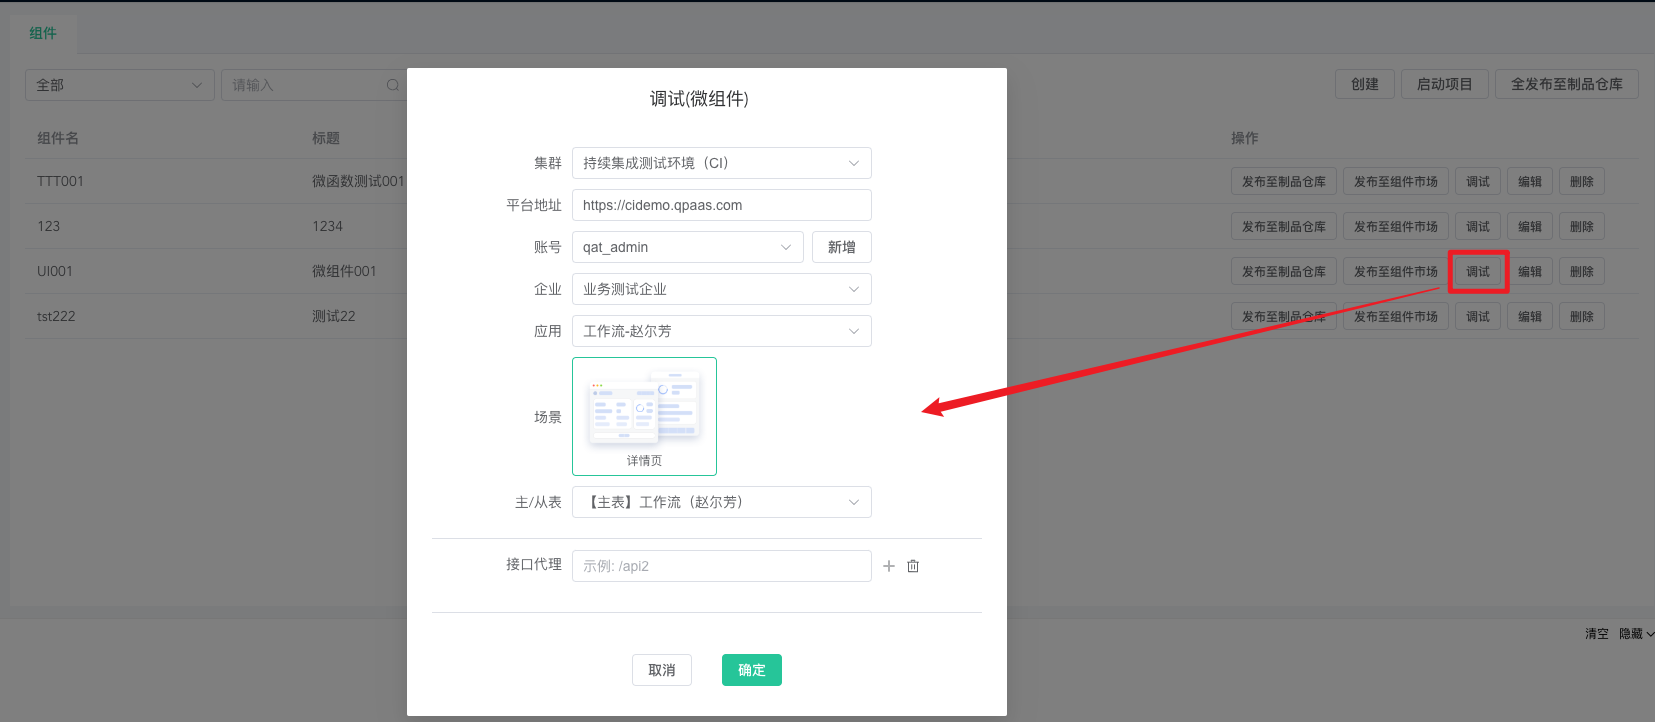 组件
全部
请输入
创建
启动项目
全发布至制品仓库
组件名
标题
操作
TTT001
微函数测试001
发布至制品仓库
发布至组件市场
调试
编辑
删除
123
1234
发布至制品仓库
发布至组件市场
调试
编辑
删除
UI001
微组件001
发布至制品仓库
发布至组件市场
调试
编辑
删除
tst222
测试22
发布至制品仓库
发布至组件市场
调试
编辑
删除
调试(微组件)
集群
持续集成测试环境（CI）
平台地址
https://cidemo.qpaas.com
账号
qat_admin
新增
企业
业务测试企业
应用
工作流-赵尔芳
场景
详情页
主/从表
【主表】工作流（赵尔芳）
接口代理
示例: /api2
取消
确定
清空
隐藏